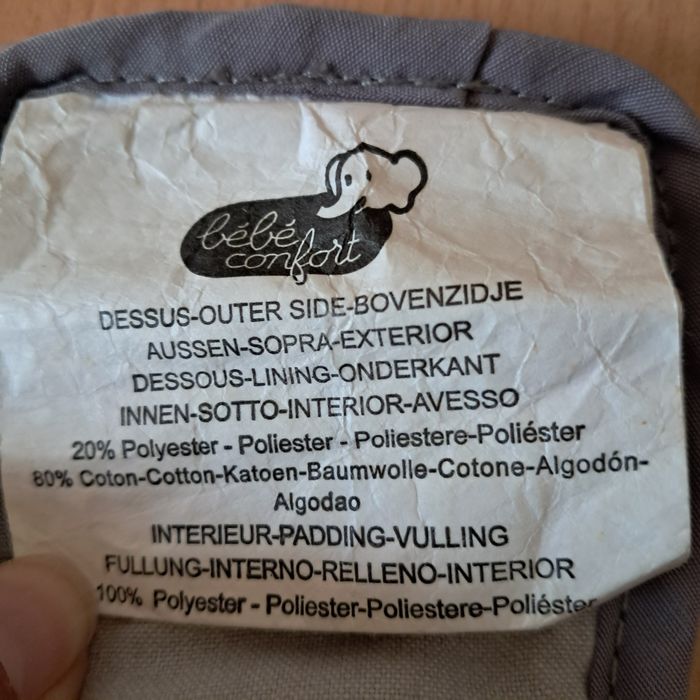 bébé
confort
DESSUS-OUTER SIDE-BOVENZIDJE
AUSSEN-SOPRA-EXTERIOR
DESSOUS-LINING-ONDERKANT
INNEN-SOTTO-INTERIOR-AVESSO
20% Polyester - Poliester - Poliestere-Poliéster
80% Coton-Cotton-Katoen-Baumwolle-Cotone-Algodón-
Algodao
INTERIEUR-PADDING-VULLING
FULLUNG-INTERNO-RELLENO-INTERIOR
100% Polyester - Poliester-Poliestere-Poliéster